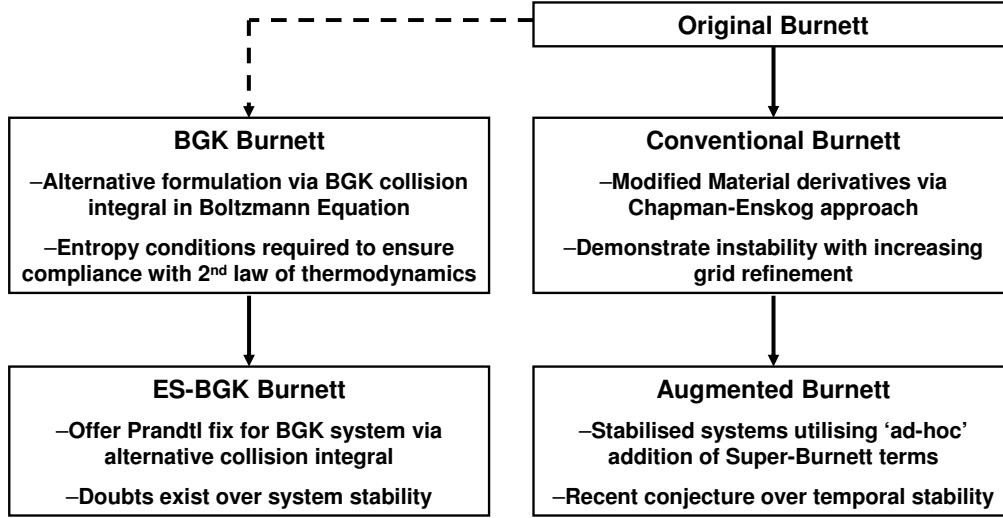 Original Burnett
BGK Burnett
–Alternative formulation via BGK collision
integral in Boltzmann Equation
–Entropy conditions required to ensure
compliance with 2nd law of thermodynamics
Conventional Burnett
–Modified Material derivatives via
Chapman-Enskog approach
–Demonstrate instability with increasing
grid refinement
ES-BGK Burnett
–Offer Prandtl fix for BGK system via
alternative collision integral
–Doubts exist over system stability
Augmented Burnett
–Stabilised systems utilising ‘ad-hoc’
addition of Super-Burnett terms
–Recent conjecture over temporal stability